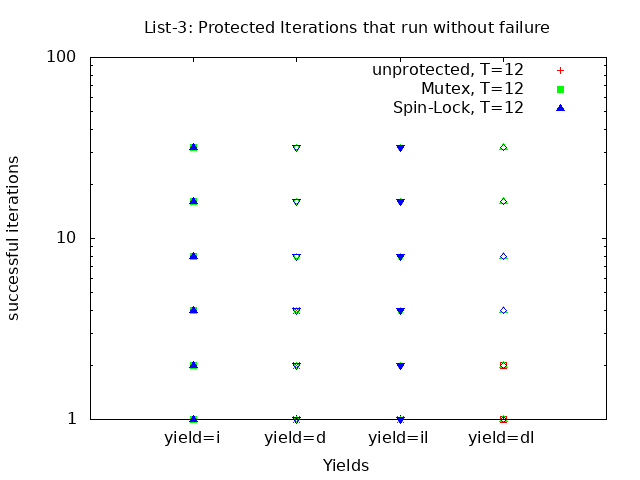 List-3: Protected Iterations that run without failure
100
unprotected, T=12
Mutex, T=12
Spin-Lock, T=12
successful iterations
10
1
yield=i
yield=d
yield=il
yield=dl
Yields